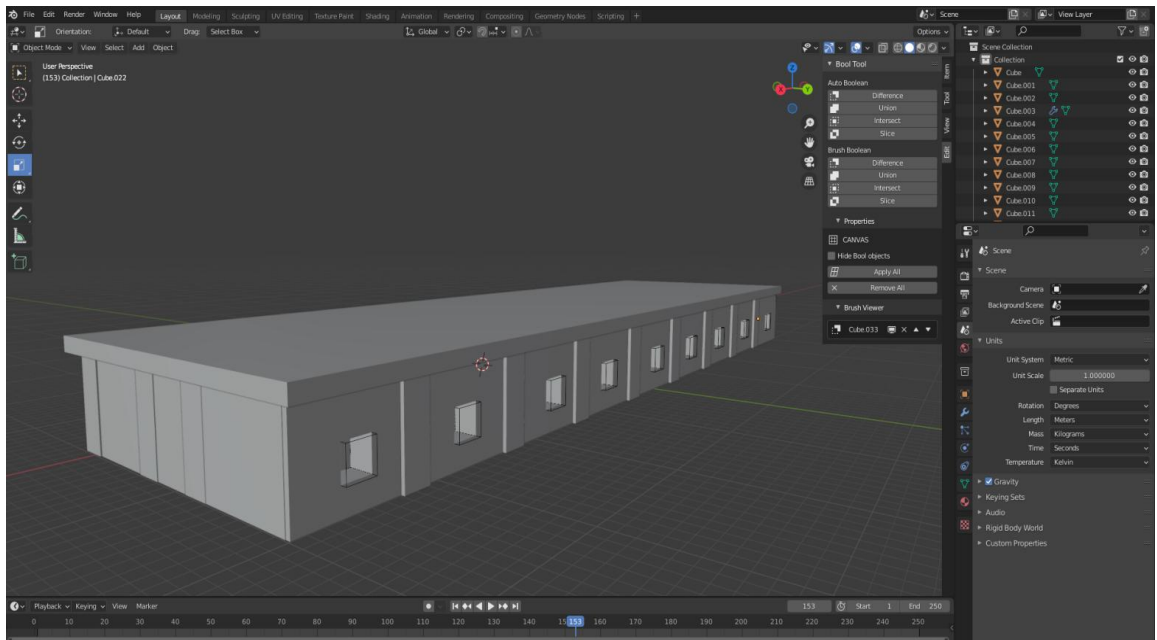 File Edit Render Window Help Layout Modeling Sculpting UV Editing Texture Paint Shading Animation Rendering Compositing Geometry Nodes Scripting + Scene View Layer
Orientation: Default Drag: Select Box Global Options
Object Mode View Select Add Object
User Perspective
(153) Collection | Cube.022
Z
X
Y
Bool Tool
Auto Boolean
Difference
Union
Intersect
Slice
Brush Boolean
Difference
Union
Intersect
Slice
Properties
CANVAS
Hide Bool objects
Apply All
Remove All
Brush Viewer
Cube.033
Item
Tool
View
Edit
Scene Collection
Collection
Cube
Cube.001
Cube.002
Cube.003
Cube.004
Cube.005
Cube.006
Cube.007
Cube.008
Cube.009
Cube.010
Cube.011
Scene
Scene
Camera
Background Scene
Active Clip
Units
Unit System Metric
Unit Scale 1.000000
Separate Units
Rotation Degrees
Length Meters
Mass Kilograms
Time Seconds
Temperature Kelvin
Gravity
Keying Sets
Audio
Rigid Body World
Custom Properties
Playback Keying View Marker 153 Start 1 End 250
0 10 20 30 40 50 60 70 80 90 100 110 120 130 140 153 160 170 180 190 200 210 220 230 240 250